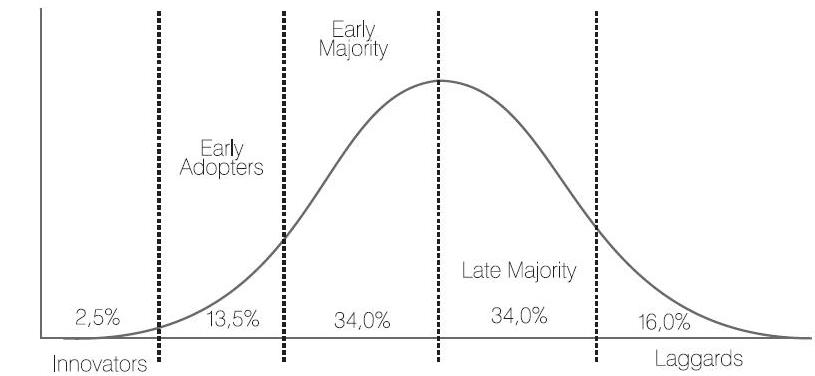 Early
Majority
Early
Adopters
Late Majority
2,5%
13,5%
34,0%
34,0%
16,0%
Innovators
Laggards